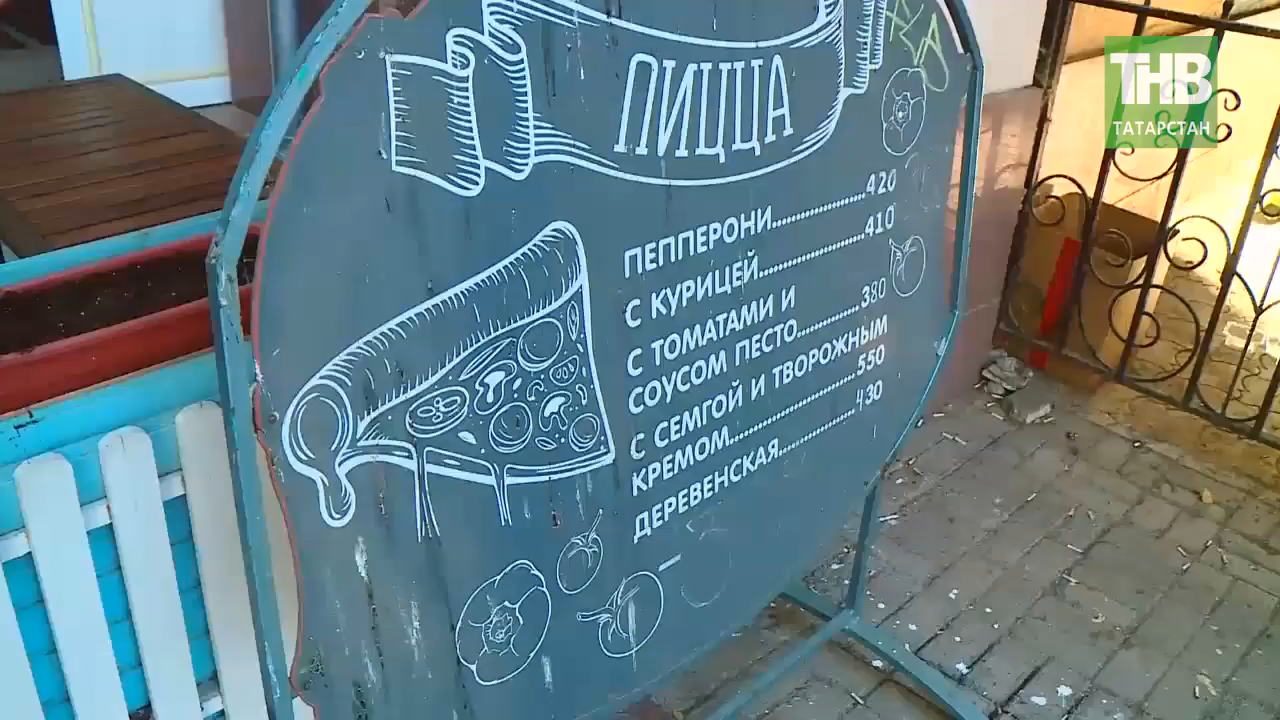 ПИЦЦА
ТНВ
ТАТАРСТАН
ПЕППЕРОНИ....................420
С КУРИЦЕЙ....................410
С ТОМАТАМИ И
СОУСОМ ПЕСТО............380
С СЕМГОЙ И ТВОРОЖНЫМ
КРЕМОМ.......................550
ДЕРЕВЕНСКАЯ..............430